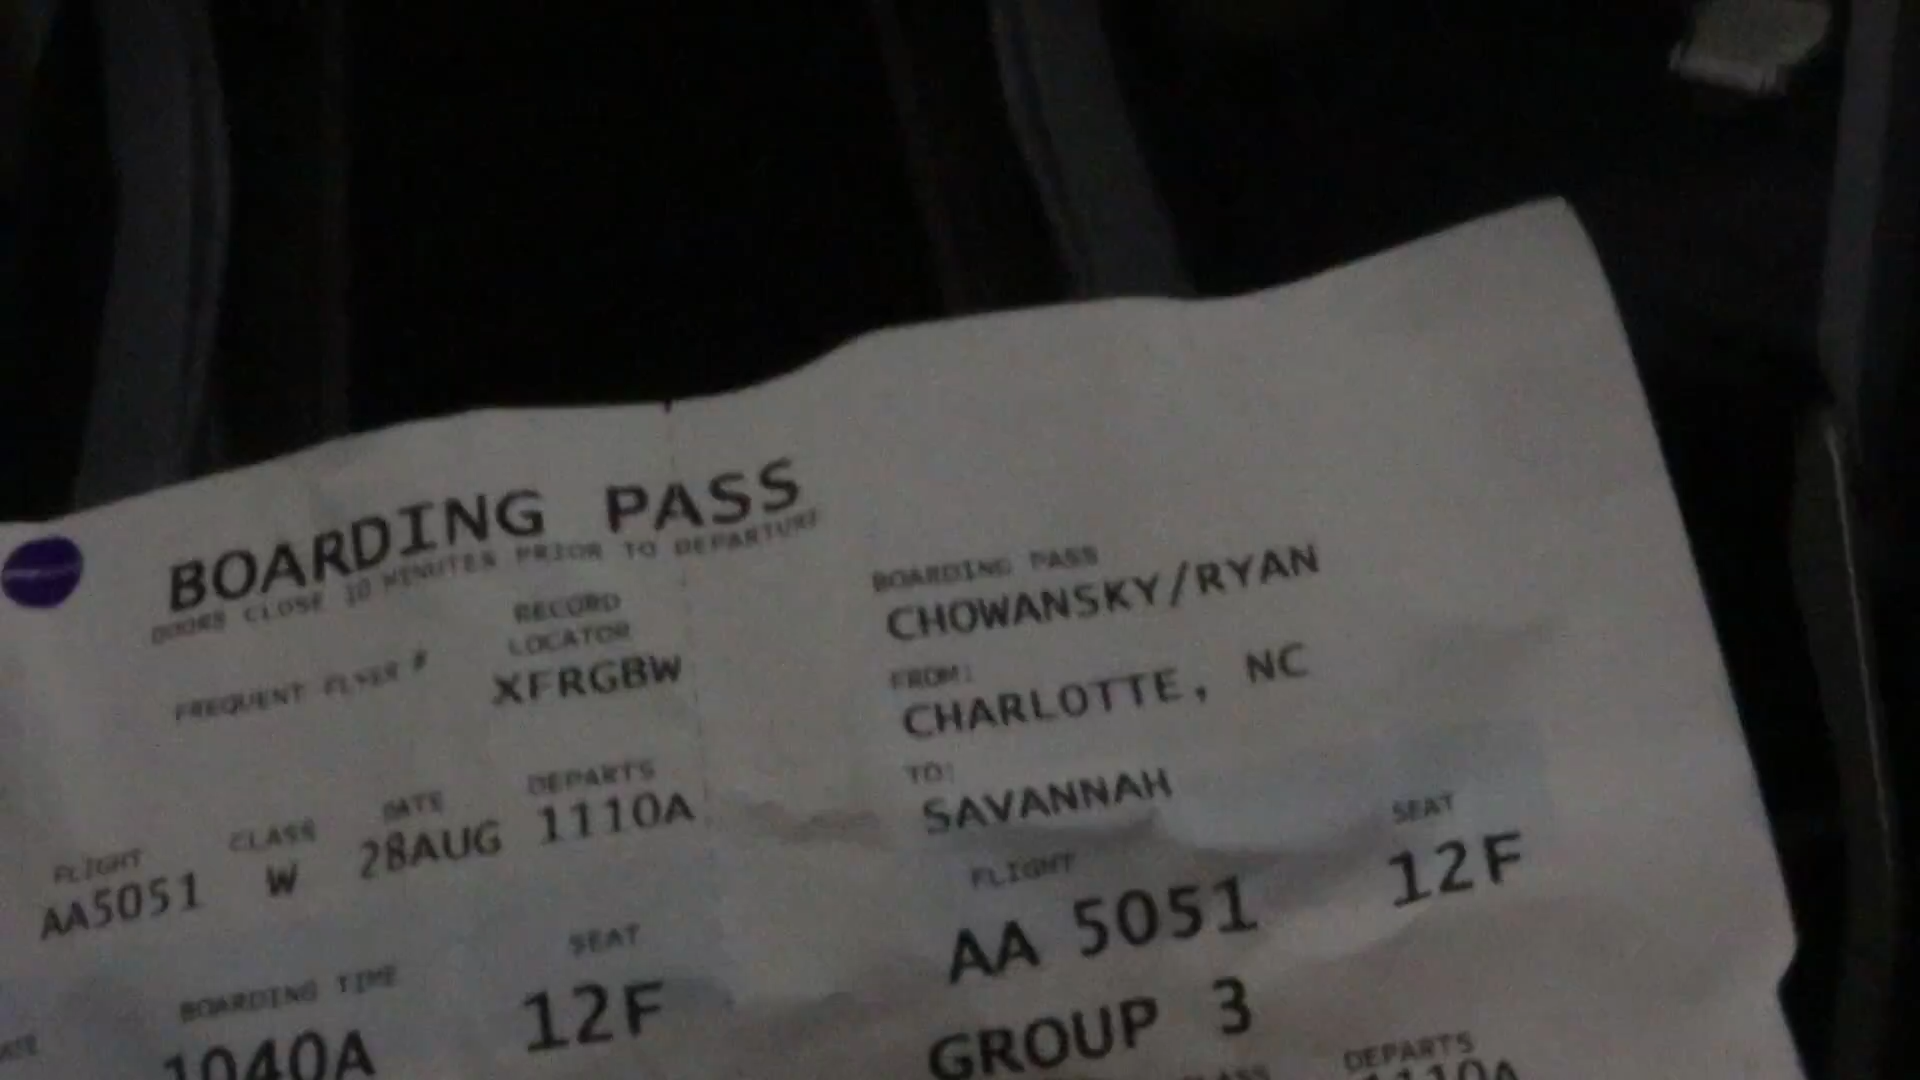 BOARDING PASS
DOORS CLOSE 10 MINUTES PRIOR TO DEPARTURE
FREQUENT FLYER #
RECORD
LOCATOR
XFRGBW
FLIGHT CLASS DATE DEPARTS
AA5051 W 28AUG 1110A
BOARDING TIME SEAT
1040A 12F
BOARDING PASS
CHOWANSKY/RYAN
FROM:
CHARLOTTE, NC
TO:
SAVANNAH
FLIGHT SEAT
AA 5051 12F
GROUP 3
DEPARTS
1110A